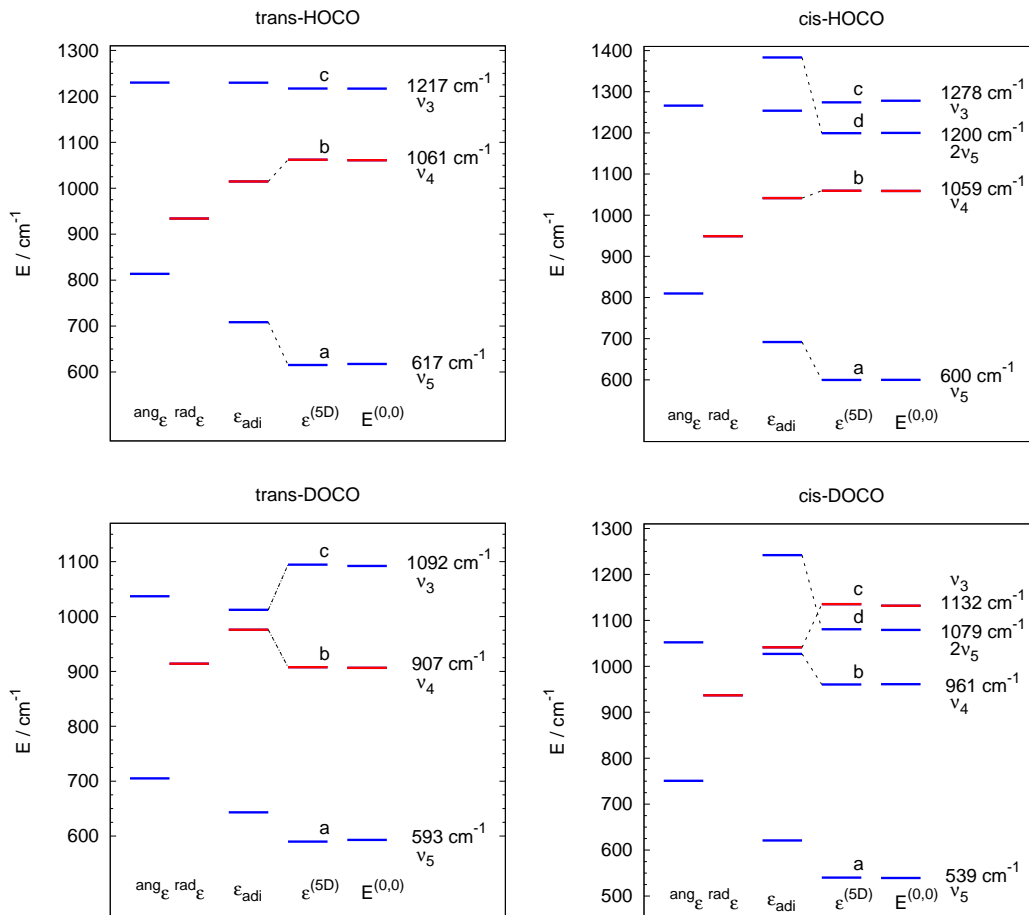 trans-HOCO
1300
1200
1100
1000
900
800
700
600
E / cm⁻¹
c
1217 cm⁻¹
ν₃
b
1061 cm⁻¹
ν₄
a
617 cm⁻¹
ν₅
ᵃⁿᵍε ʳᵃᵈε ε_adi ε⁽⁵ᴰ⁾ E⁽⁰,⁰⁾
cis-HOCO
1400
1300
1200
1100
1000
900
800
700
600
E / cm⁻¹
c
1278 cm⁻¹
ν₃
d
1200 cm⁻¹
2ν₅
b
1059 cm⁻¹
ν₄
a
600 cm⁻¹
ν₅
ᵃⁿᵍε ʳᵃᵈε ε_adi ε⁽⁵ᴰ⁾ E⁽⁰,⁰⁾
trans-DOCO
1100
1000
900
800
700
600
E / cm⁻¹
c
1092 cm⁻¹
ν₃
b
907 cm⁻¹
ν₄
a
593 cm⁻¹
ν₅
ᵃⁿᵍε ʳᵃᵈε ε_adi ε⁽⁵ᴰ⁾ E⁽⁰,⁰⁾
cis-DOCO
1300
1200
1100
1000
900
800
700
600
500
E / cm⁻¹
ν₃
c
1132 cm⁻¹
d
1079 cm⁻¹
2ν₅
b
961 cm⁻¹
ν₄
a
539 cm⁻¹
ν₅
ᵃⁿᵍε ʳᵃᵈε ε_adi ε⁽⁵ᴰ⁾ E⁽⁰,⁰⁾